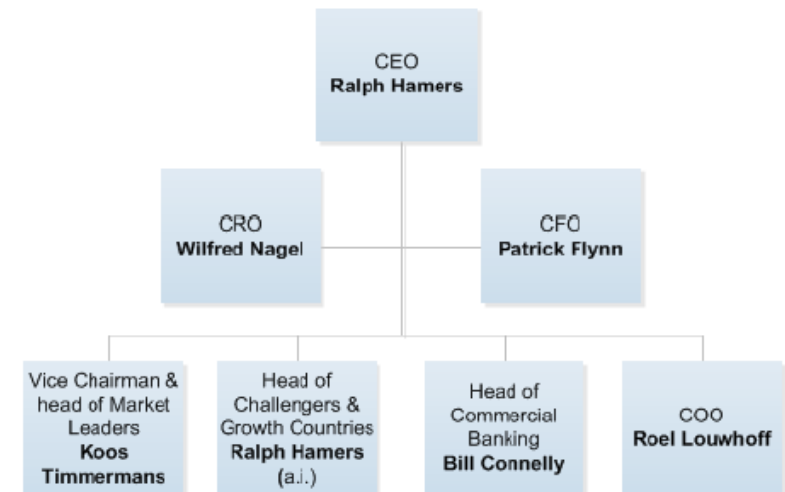 CEO
Ralph Hamers
CRO
Wilfred Nagel
CFO
Patrick Flynn
Vice Chairman &
head of Market
Leaders
Koos
Timmermans
Head of
Challengers &
Growth Countries
Ralph Hamers
(a.i.)
Head of
Commercial
Banking
Bill Connelly
COO
Roel Louwhoff